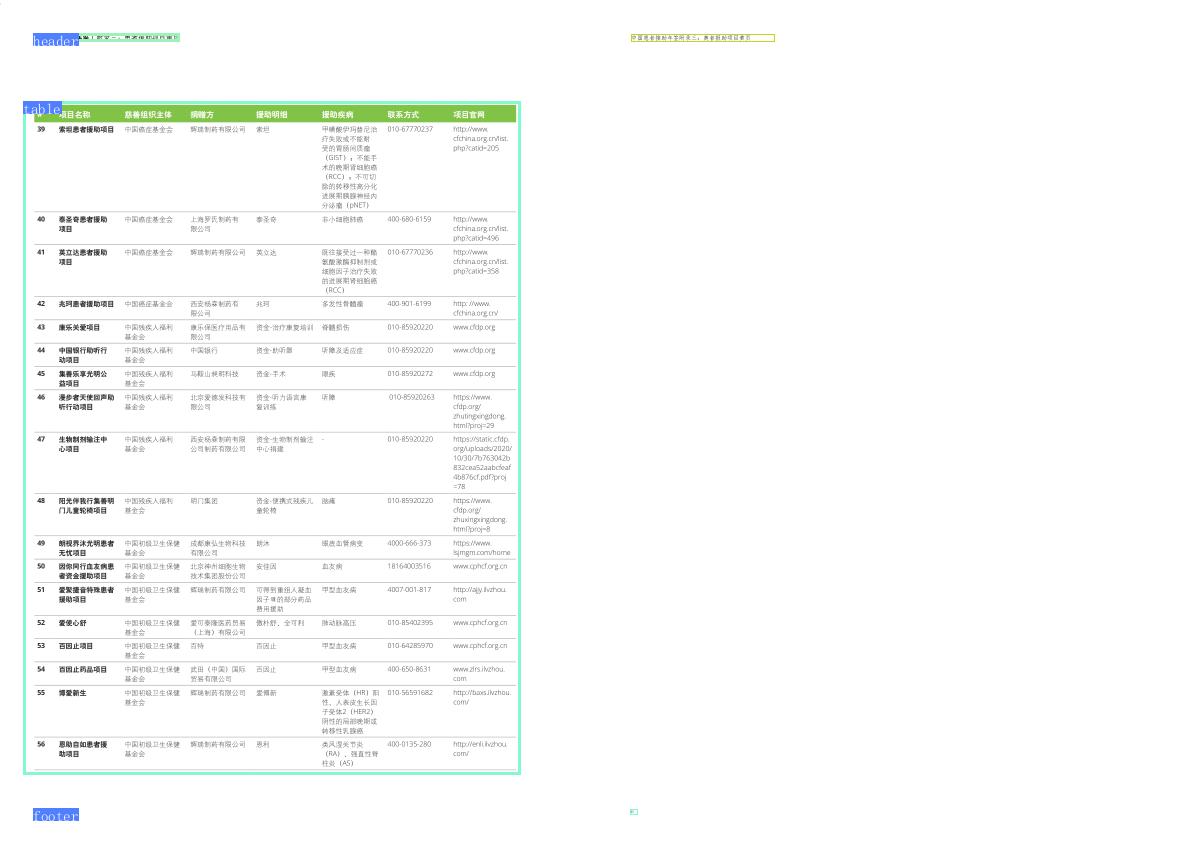 header
中国患者援助年鉴附录三：患者援助项目黄页
table
项目名称 慈善组织主体 捐赠方 援助明细 援助疾病 联系方式 项目官网
39 索坦患者援助项目 中国癌症基金会 辉瑞制药有限公司 索坦 甲磺酸伊玛替尼治 010-67770237 http://www.
疗失败或不能耐 cfchina.org.cn/list.
受的胃肠间质瘤 php?catid=205
（GIST）；不能手
术的晚期肾细胞癌
（RCC）；不可切
除的转移性高分化
进展期胰腺神经内
分泌瘤（pNET）
40 泰圣奇患者援助 中国癌症基金会 上海罗氏制药有 泰圣奇 非小细胞肺癌 400-680-6159 http://www.
项目 限公司 cfchina.org.cn/list.
php?catid=496
41 英立达患者援助 中国癌症基金会 辉瑞制药有限公司 英立达 既往接受过一种酪 010-67770236 http://www.
项目 氨酸激酶抑制剂或 cfchina.org.cn/list.
细胞因子治疗失败 php?catid=358
的进展期肾细胞癌
（RCC）
42 兆珂患者援助项目 中国癌症基金会 西安杨森制药有 兆珂 多发性骨髓瘤 400-901-6199 http: //www.
限公司 cfchina.org.cn/
43 康乐关爱项目 中国残疾人福利 康乐保医疗用品有 资金-治疗康复培训 脊髓损伤 010-85920220 www.cfdp.org
基金会 限公司
44 中国银行助听行 中国残疾人福利 中国银行 资金-助听器 听障及适应症 010-85920220 www.cfdp.org
动项目 基金会
45 集善乐享光明公 中国残疾人福利 马鞍山 科技 资金-手术 眼疾 010-85920272 www.cfdp.org
益项目 基金会
46 漫步者天使回声助 中国残疾人福利 北京爱德发科技有 资金-听力语言康 听障 010-85920263 https://www.
听行动项目 基金会 限公司 复训练 cfdp.org/
zhutingxingdong.
html?proj=29
47 生物制剂输注中 中国残疾人福利 西安杨森制药有限 资金-生物制剂输注 - 010-85920220 https://static.cfdp.
心项目 基金会 公司制药有限公司 中心捐建 org/uploads/2020/
10/30/7b763042b
832cea52aabcfeaf
4b876cf.pdf?proj
=78
48 阳光伴我行集善明 中国残疾人福利 明门集团 资金-便携式残疾儿 脑瘫 010-85920220 https://www.
门儿童轮椅项目 基金会 童轮椅 cfdp.org/
zhuxingxingdong.
html?proj=8
49 朗视界沐光明患者 中国初级卫生保健 成都康弘生物科技 朗沐 眼底血管病变 4000-666-373 https://www.
无忧项目 基金会 有限公司 lsjmgm.com/home
50 因你同行血友病患 中国初级卫生保健 北京神州细胞生物 安佳因 血友病 18164003516 www.cphcf.org.cn
者资金援助项目 基金会 技术集团股份公司
51 爱聚援音特殊患者 中国初级卫生保健 辉瑞制药有限公司 可得到重组人凝血 甲型血友病 4007-001-817 http://ajjy.ilvzhou.
援助项目 基金会 因子Ⅷ的部分药品 com
费用援助
52 爱使心舒 中国初级卫生保健 爱可泰隆医药贸易 傲朴舒、全可利 肺动脉高压 010-85402395 www.cphcf.org.cn
基金会 （上海）有限公司
53 百因止项目 中国初级卫生保健 百特 百因止 甲型血友病 010-64285970 www.cphcf.org.cn
基金会
54 百因止药品项目 中国初级卫生保健 武田（中国）国际 百因止 甲型血友病 400-650-8631 www.zlrs.ilvzhou.
基金会 贸易有限公司 com
55 博爱新生 中国初级卫生保健 辉瑞制药有限公司 爱博新 激素受体（HR）阳 010-56591682 http://baxs.ilvzhou.
基金会 性、人表皮生长因 com/
子受体2（HER2）
阴性的局部晚期或
转移性乳腺癌
56 恩助自如患者援 中国初级卫生保健 辉瑞制药有限公司 恩利 类风湿关节炎 400-0135-280 http://enli.ilvzhou.
助项目 基金会 （RA）、强直性脊 com/
柱炎（AS）
footer